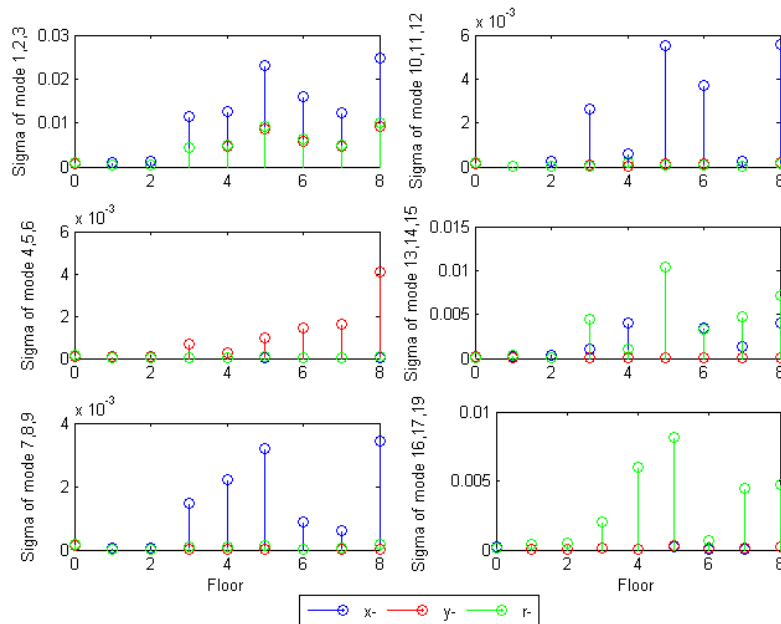 Sigma of mode 1,2,3
0.03
0.02
0.01
0
0 2 4 6 8
Sigma of mode 10,11,12
x 10-3
6
4
2
0
0 2 4 6 8
Sigma of mode 4,5,6
x 10-3
6
4
2
0
0 2 4 6 8
Sigma of mode 13,14,15
0.015
0.01
0.005
0
0 2 4 6 8
Sigma of mode 7,8,9
x 10-3
4
2
0
0 2 4 6 8
Floor
Sigma of mode 16,17,19
0.01
0.005
0
0 2 4 6 8
Floor
x- y- r-